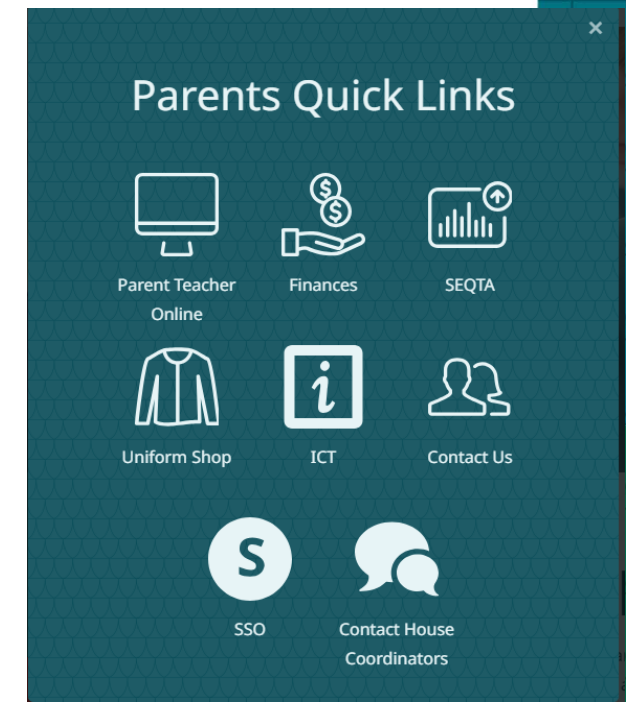 ×
Parents Quick Links
Parent Teacher
Online
Finances
SEQTA
Uniform Shop
i
ICT
Contact Us
S
SSO
Contact House
Coordinators